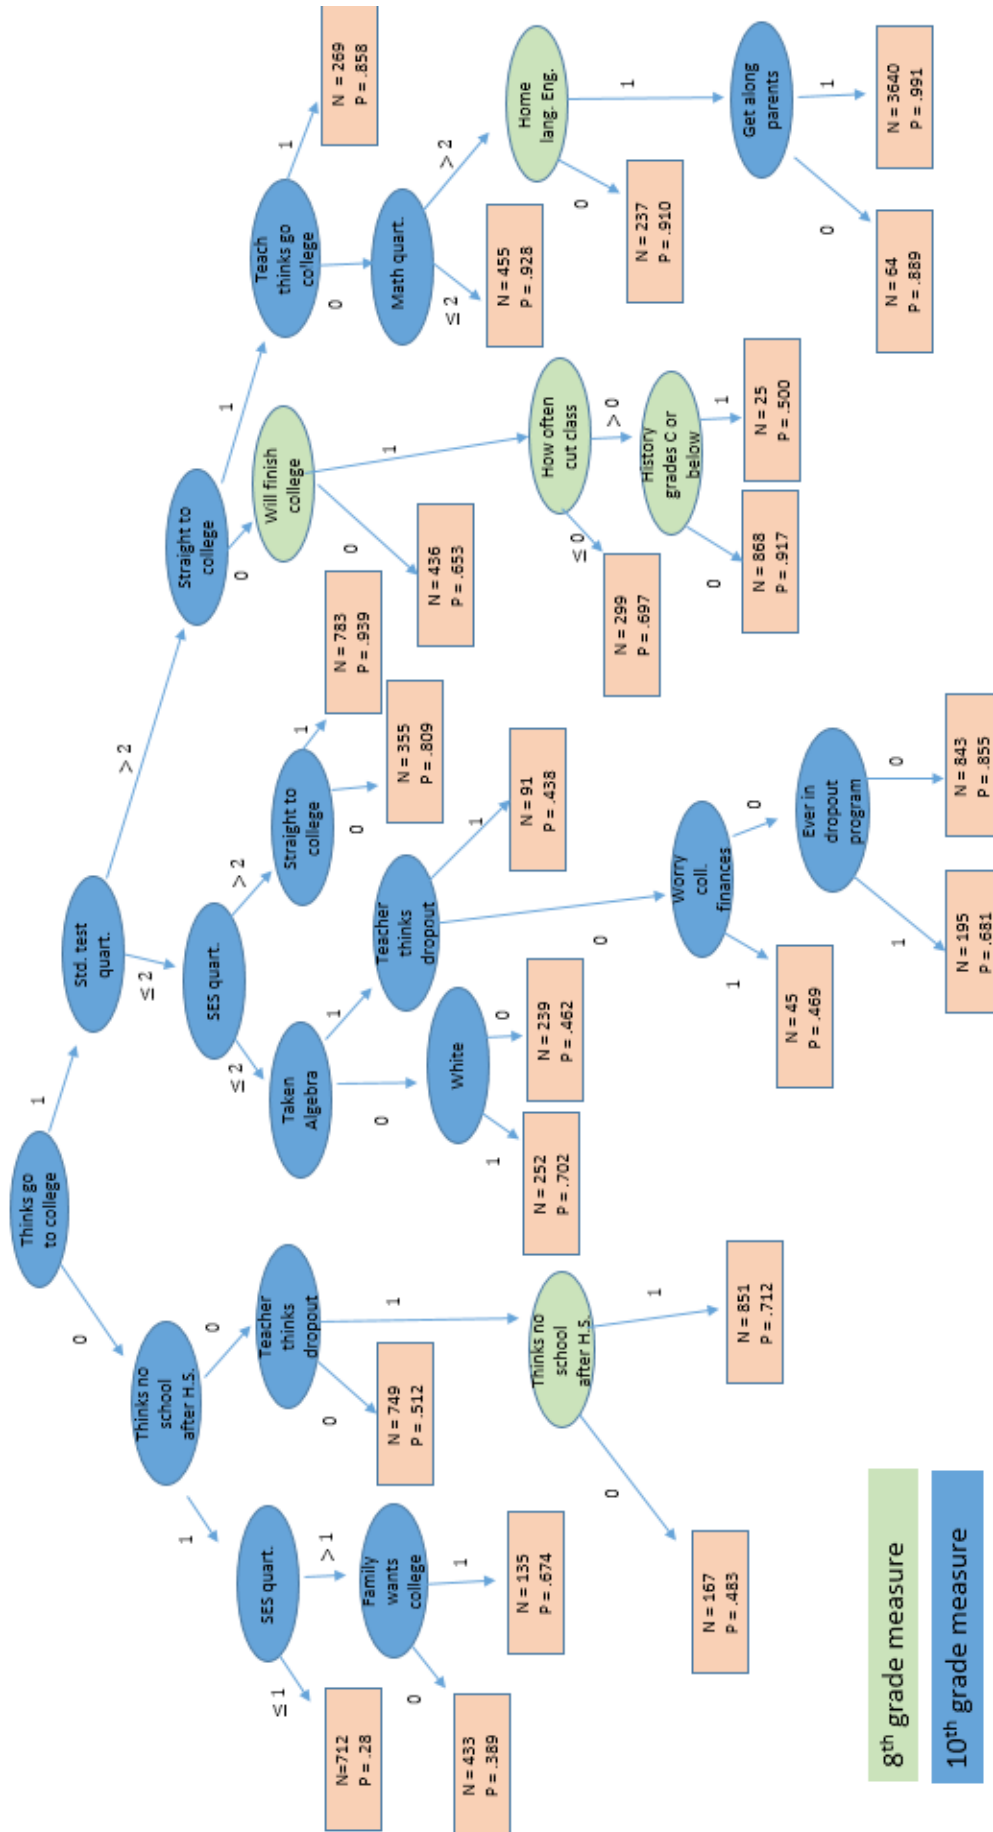 Thinks go
to college
0
1
Thinks no
school
after H.S.
Std. test
quart.
1
0
≤ 2
> 2
SES quart.
Teacher
thinks
dropout
SES quart.
Straight to
college
≤ 1
> 1
0
1
≤ 2
> 2
0
1
N=712
P = .28
Family
wants
college
N = 749
P = .512
Thinks no
school
after H.S.
Taken
Algebra
Straight to
college
Will finish
college
Teach
thinks go
college
0
1
0
1
0
1
0
1
0
1
0
1
N = 433
P = .389
N = 135
P = .674
N = 167
P = .483
N = 851
P = .712
White
Teacher
thinks
dropout
N = 355
P = .809
N = 783
P = .939
N = 436
P = .653
How often
cut class
Math quart.
N = 269
P = .858
1
0
0
1
≤ 0
> 0
≤ 2
> 2
N = 252
P = .702
N = 239
P = .462
Worry
coll.
finances
N = 91
P = .438
N = 299
P = .697
History
grades C or
below
N = 455
P = .928
Home
lang. Eng.
1
0
0
1
0
1
N = 45
P = .469
Ever in
dropout
program
N = 868
P = .917
N = 25
P = .500
N = 237
P = .910
Get along
parents
1
0
0
1
N = 195
P = .681
N = 843
P = .855
N = 64
P = .889
N = 3640
P = .991
8th grade measure
10th grade measure